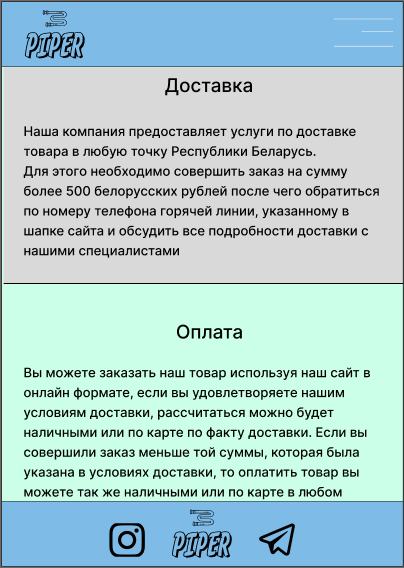 PIPER
Доставка
Наша компания предоставляет услуги по доставке
товара в любую точку Республики Беларусь.
Для этого необходимо совершить заказ на сумму
более 500 белорусских рублей после чего обратиться
по номеру телефона горячей линии, указанному в
шапке сайта и обсудить все подробности доставки с
нашими специалистами
Оплата
Вы можете заказать наш товар используя наш сайт в
онлайн формате, если вы удовлетворяете нашим
условиям доставки, рассчитаться можно будет
наличными или по карте по факту доставки. Если вы
совершили заказ меньше той суммы, которая была
указана в условиях доставки, то оплатить товар вы
можете так же наличными или по карте в любом
PIPER